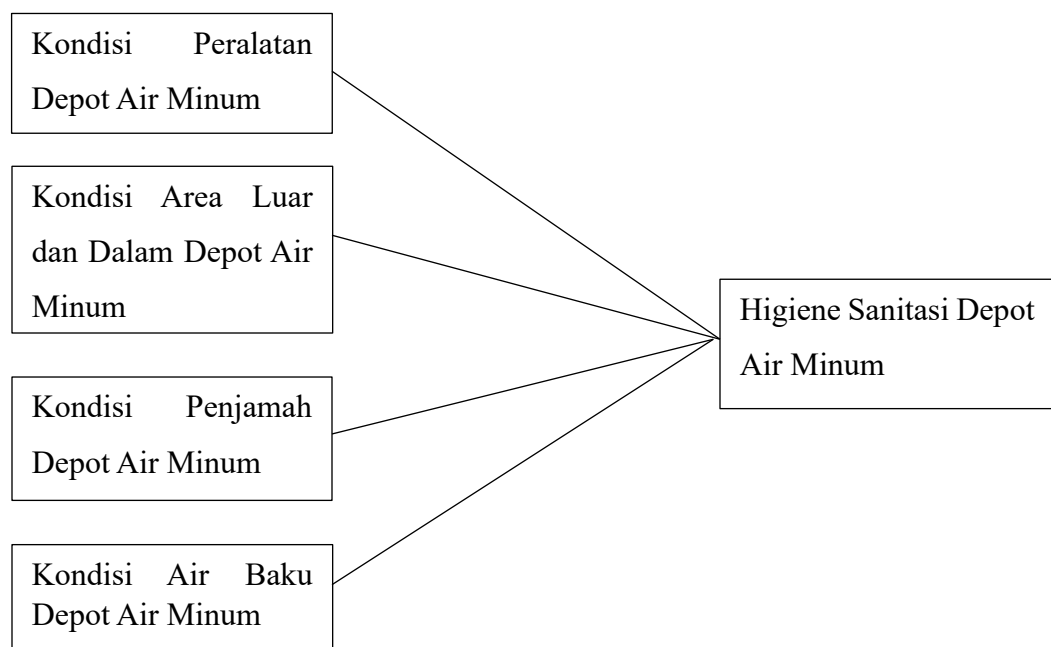 Kondisi Peralatan
Depot Air Minum
Kondisi Area Luar
dan Dalam Depot Air
Minum
Higiene Sanitasi Depot
Air Minum
Kondisi Penjamah
Depot Air Minum
Kondisi Air Baku
Depot Air Minum